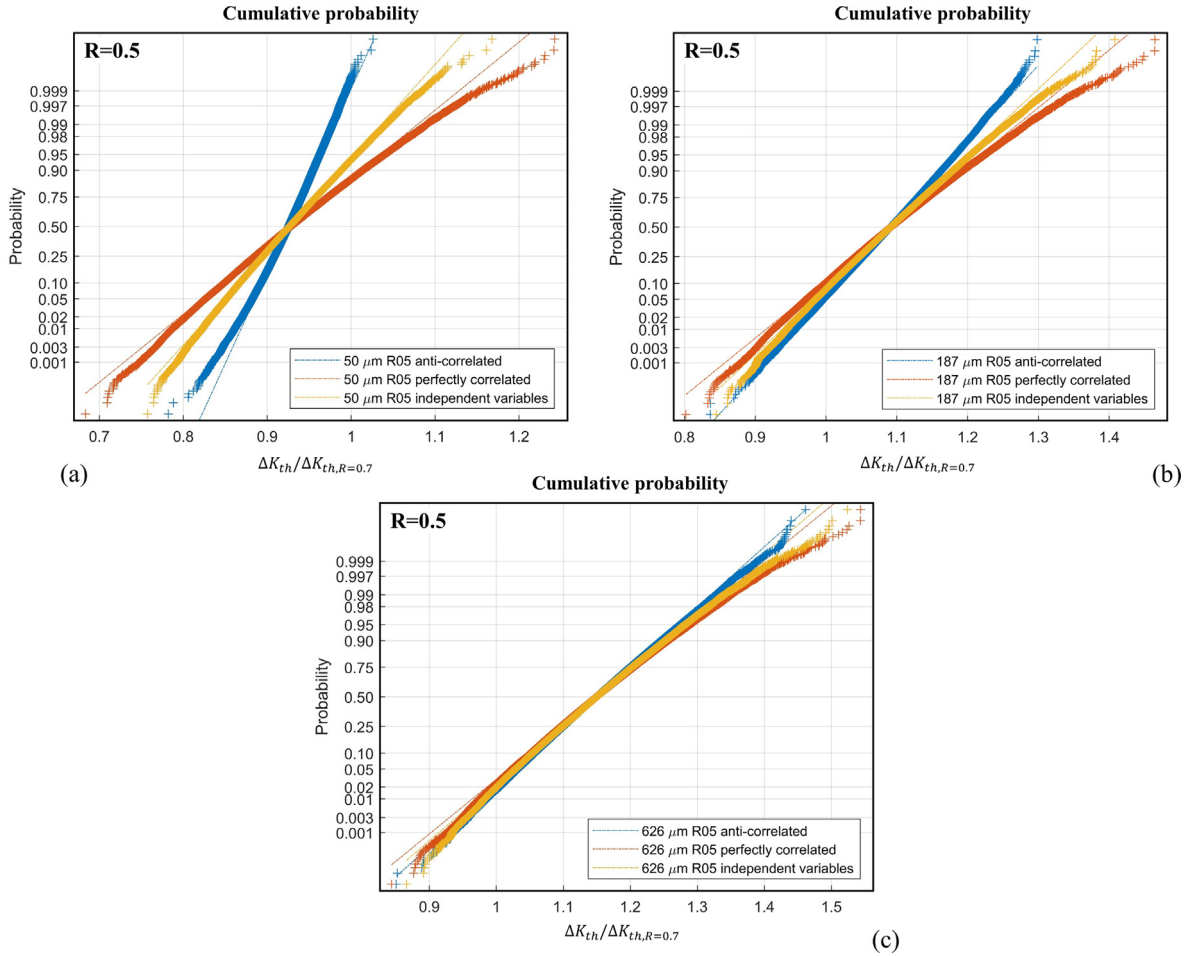 Cumulative probability
R=0.5
0.999
0.997
0.99
0.98
0.95
0.90
0.75
0.50
0.25
0.10
0.05
0.02
0.01
0.003
0.001
Probability
50 μm R05 anti-correlated
50 μm R05 perfectly correlated
50 μm R05 independent variables
0.7 0.8 0.9 1 1.1 1.2
ΔK_th/ΔK_th,R=0.7
(a)
Cumulative probability
R=0.5
0.999
0.997
0.99
0.98
0.95
0.90
0.75
0.50
0.25
0.10
0.05
0.02
0.01
0.003
0.001
Probability
187 μm R05 anti-correlated
187 μm R05 perfectly correlated
187 μm R05 independent variables
0.8 0.9 1 1.1 1.2 1.3 1.4
ΔK_th/ΔK_th,R=0.7
(b)
Cumulative probability
R=0.5
0.999
0.997
0.99
0.98
0.95
0.90
0.75
0.50
0.25
0.10
0.05
0.02
0.01
0.003
0.001
Probability
626 μm R05 anti-correlated
626 μm R05 perfectly correlated
626 μm R05 independent variables
0.9 1 1.1 1.2 1.3 1.4 1.5
ΔK_th/ΔK_th,R=0.7
(c)